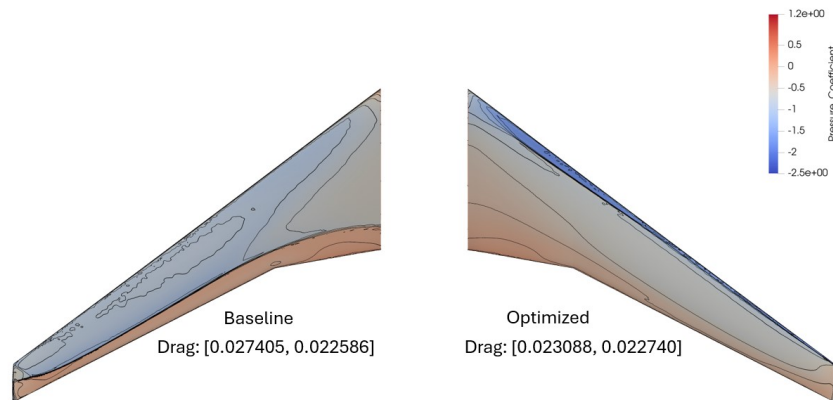 1.2e+00
0.5
0
-0.5
-1
-1.5
-2
-2.5e+00
Pressure Coefficient
Baseline
Drag: [0.027405, 0.022586]
Optimized
Drag: [0.023088, 0.022740]